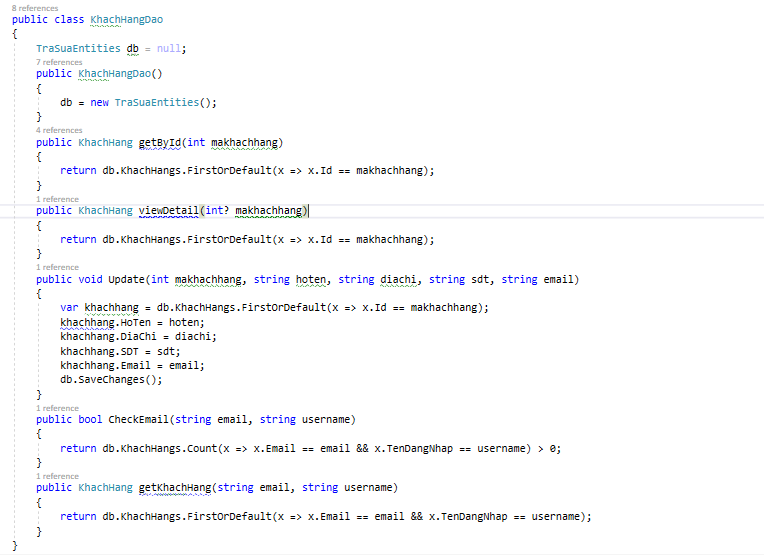 8 references
public class KhachHangDao
{
TraSuaEntities db = null;
7 references
public KhachHangDao()
{
db = new TraSuaEntities();
}
4 references
public KhachHang getById(int makhachhang)
{
return db.KhachHangs.FirstOrDefault(x => x.Id == makhachhang);
}
1 reference
public KhachHang viewDetail(int? makhachhang)
{
return db.KhachHangs.FirstOrDefault(x => x.Id == makhachhang);
}
1 reference
public void Update(int makhachhang, string hoten, string diachi, string sdt, string email)
{
var khachhang = db.KhachHangs.FirstOrDefault(x => x.Id == makhachhang);
khachhang.HoTen = hoten;
khachhang.DiaChi = diachi;
khachhang.SDT = sdt;
khachhang.Email = email;
db.SaveChanges();
}
1 reference
public bool CheckEmail(string email, string username)
{
return db.KhachHangs.Count(x => x.Email == email && x.TenDangNhap == username) > 0;
}
1 reference
public KhachHang getKhachHang(string email, string username)
{
return db.KhachHangs.FirstOrDefault(x => x.Email == email && x.TenDangNhap == username);
}
}